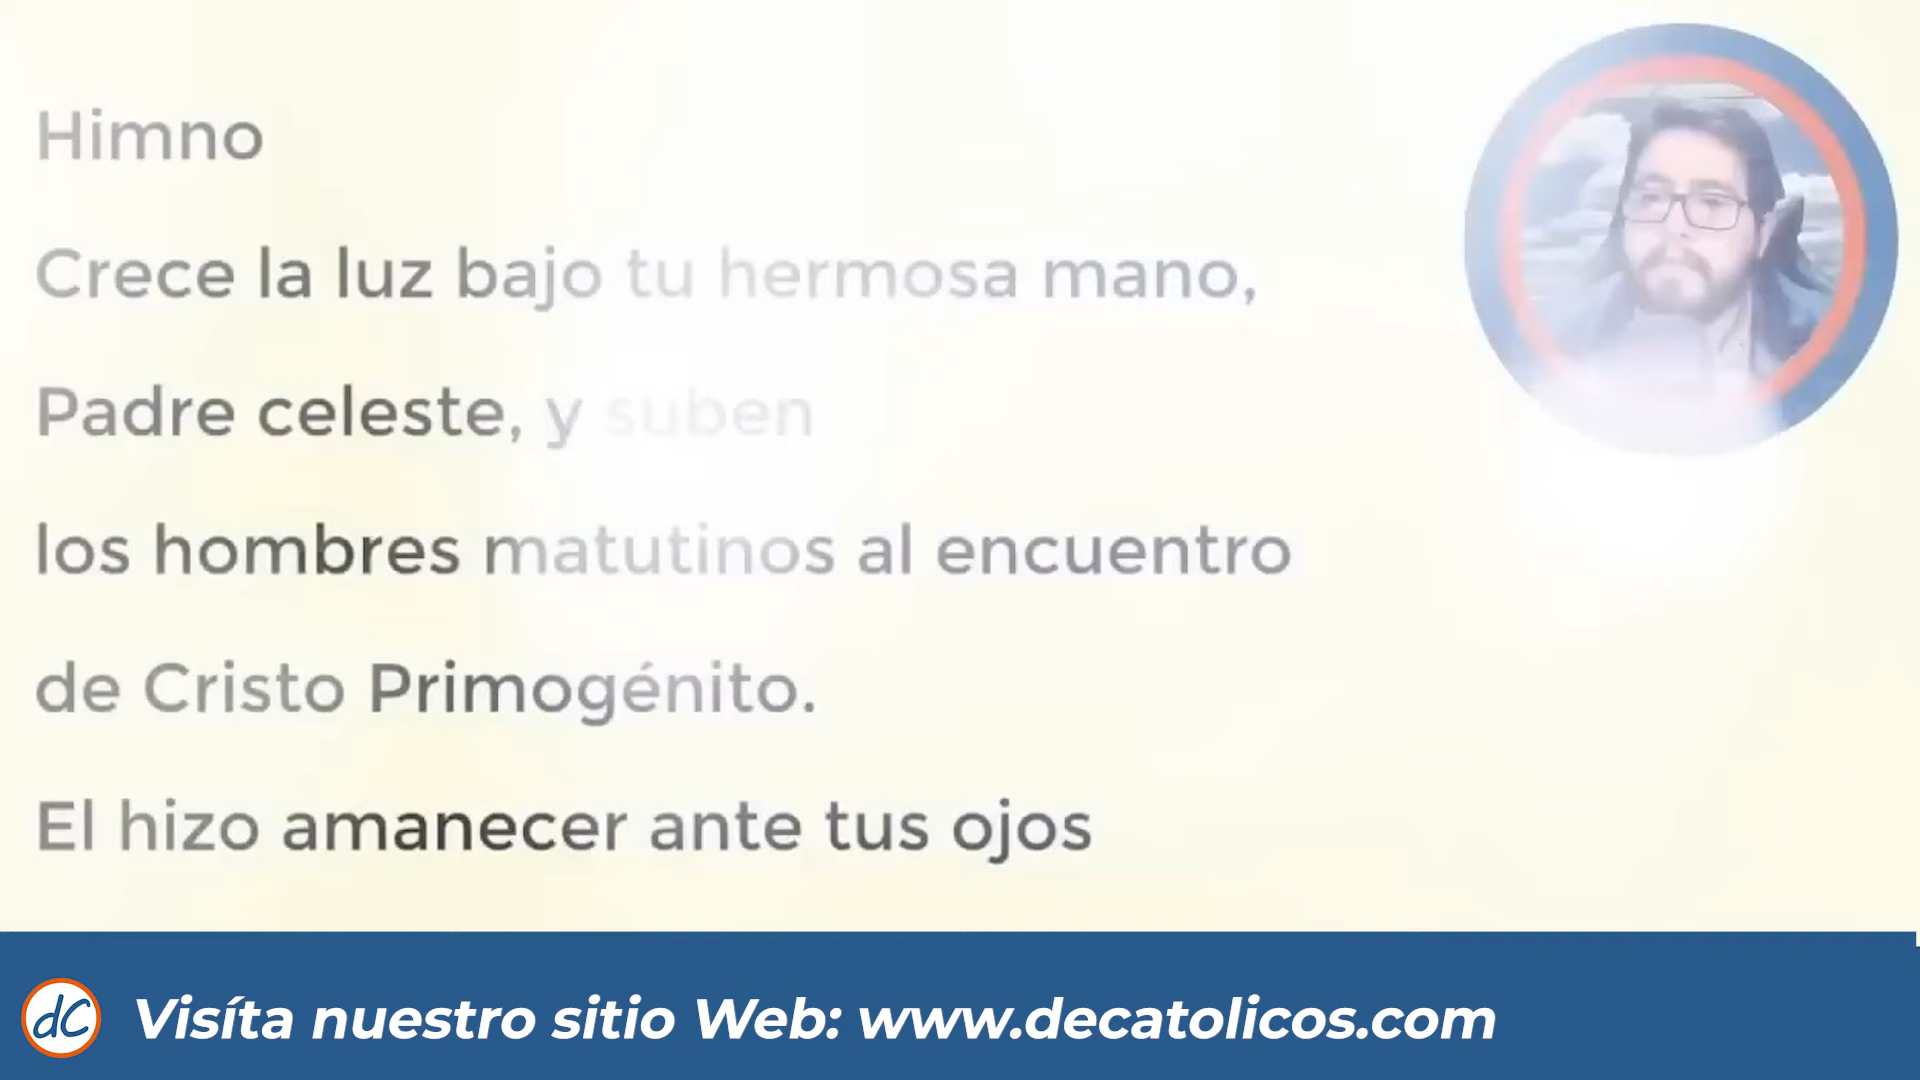 Himno
Crece la luz bajo tu hermosa mano,
Padre celeste, y suben
los hombres matutinos al encuentro
de Cristo Primogénito.
El hizo amanecer ante tus ojos
dC Visíta nuestro sitio Web: www.decatolicos.com